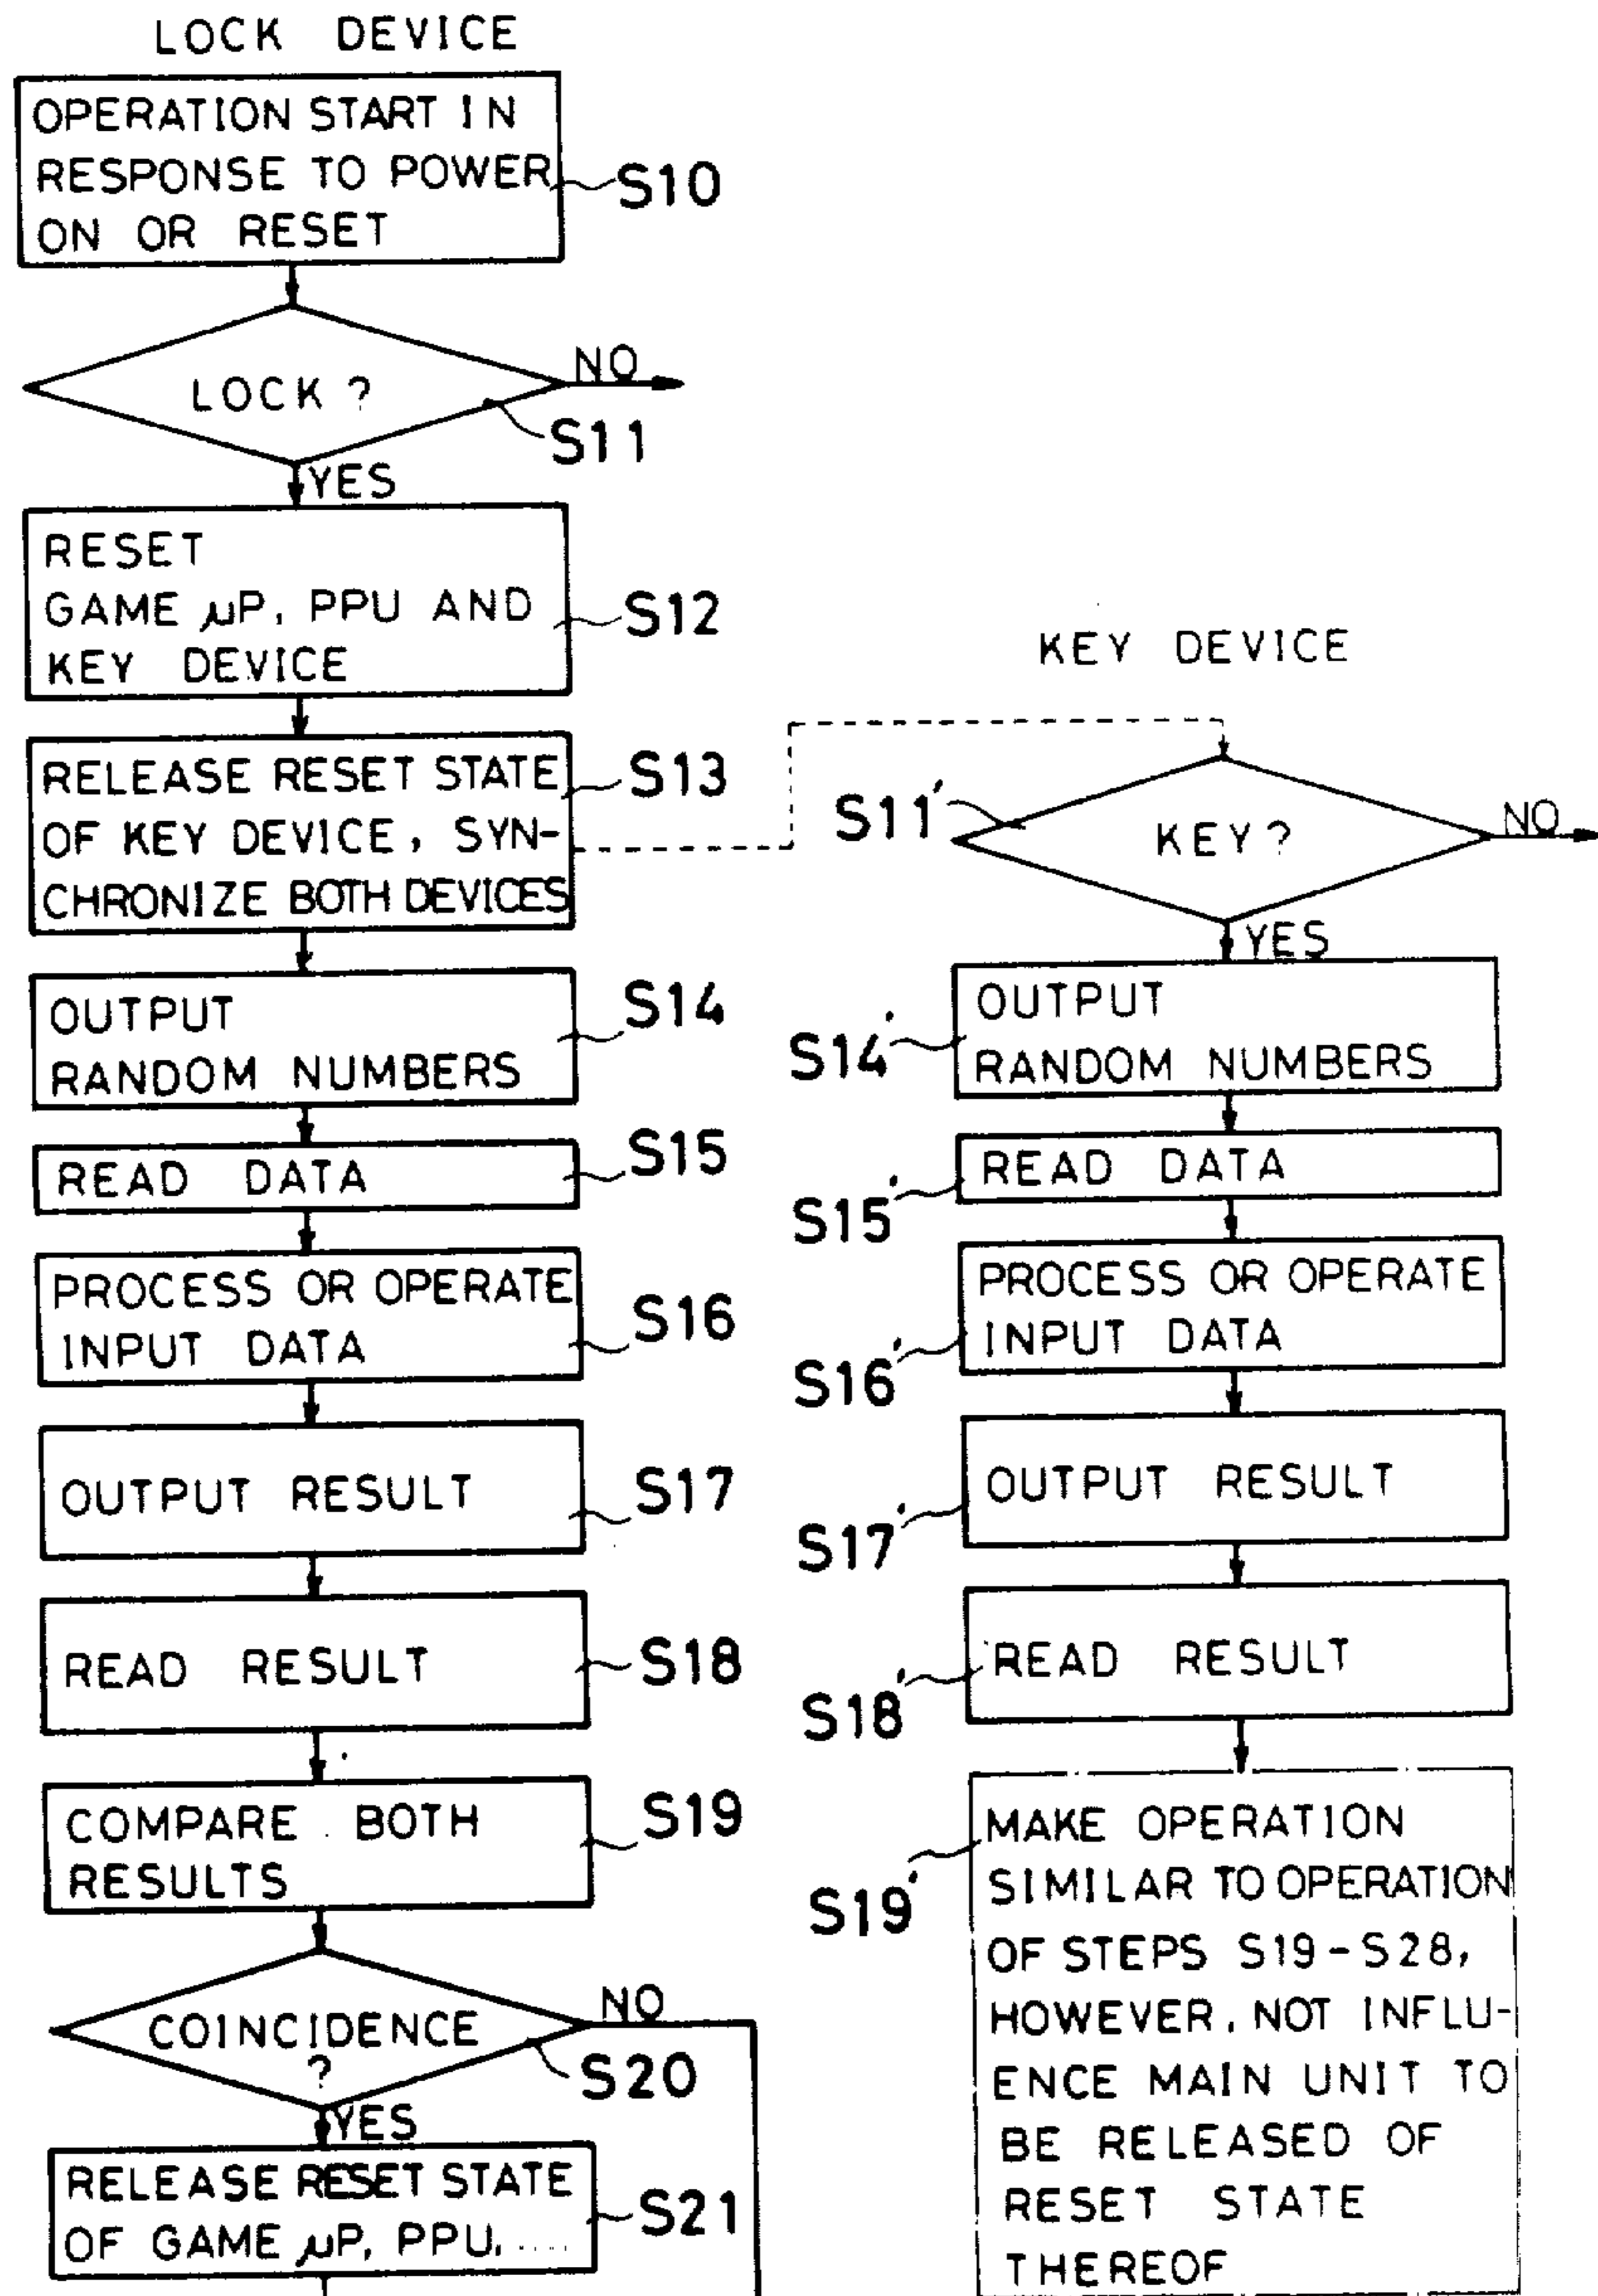 LOCK DEVICE
OPERATION START IN
RESPONSE TO POWER
ON OR RESET
S10
LOCK ?
NO
S11
YES
RESET
GAME µP, PPU AND
KEY DEVICE
S12
RELEASE RESET STATE
OF KEY DEVICE, SYN-
CHRONIZE BOTH DEVICES
S13
OUTPUT
RANDOM NUMBERS
S14
READ DATA
S15
PROCESS OR OPERATE
INPUT DATA
S16
OUTPUT RESULT
S17
READ RESULT
S18
COMPARE BOTH
RESULTS
S19
COINCIDENCE
?
NO
S20
YES
RELEASE RESET STATE
OF GAME µP, PPU, ....
S21
KEY DEVICE
S11'
KEY ?
NO
YES
OUTPUT
RANDOM NUMBERS
S14'
READ DATA
S15'
PROCESS OR OPERATE
INPUT DATA
S16'
OUTPUT RESULT
S17'
READ RESULT
S18'
MAKE OPERATION
SIMILAR TO OPERATION
OF STEPS S19-S28,
HOWEVER, NOT INFLU-
ENCE MAIN UNIT TO
BE RELEASED OF
RESET STATE
THEREOF
S19'